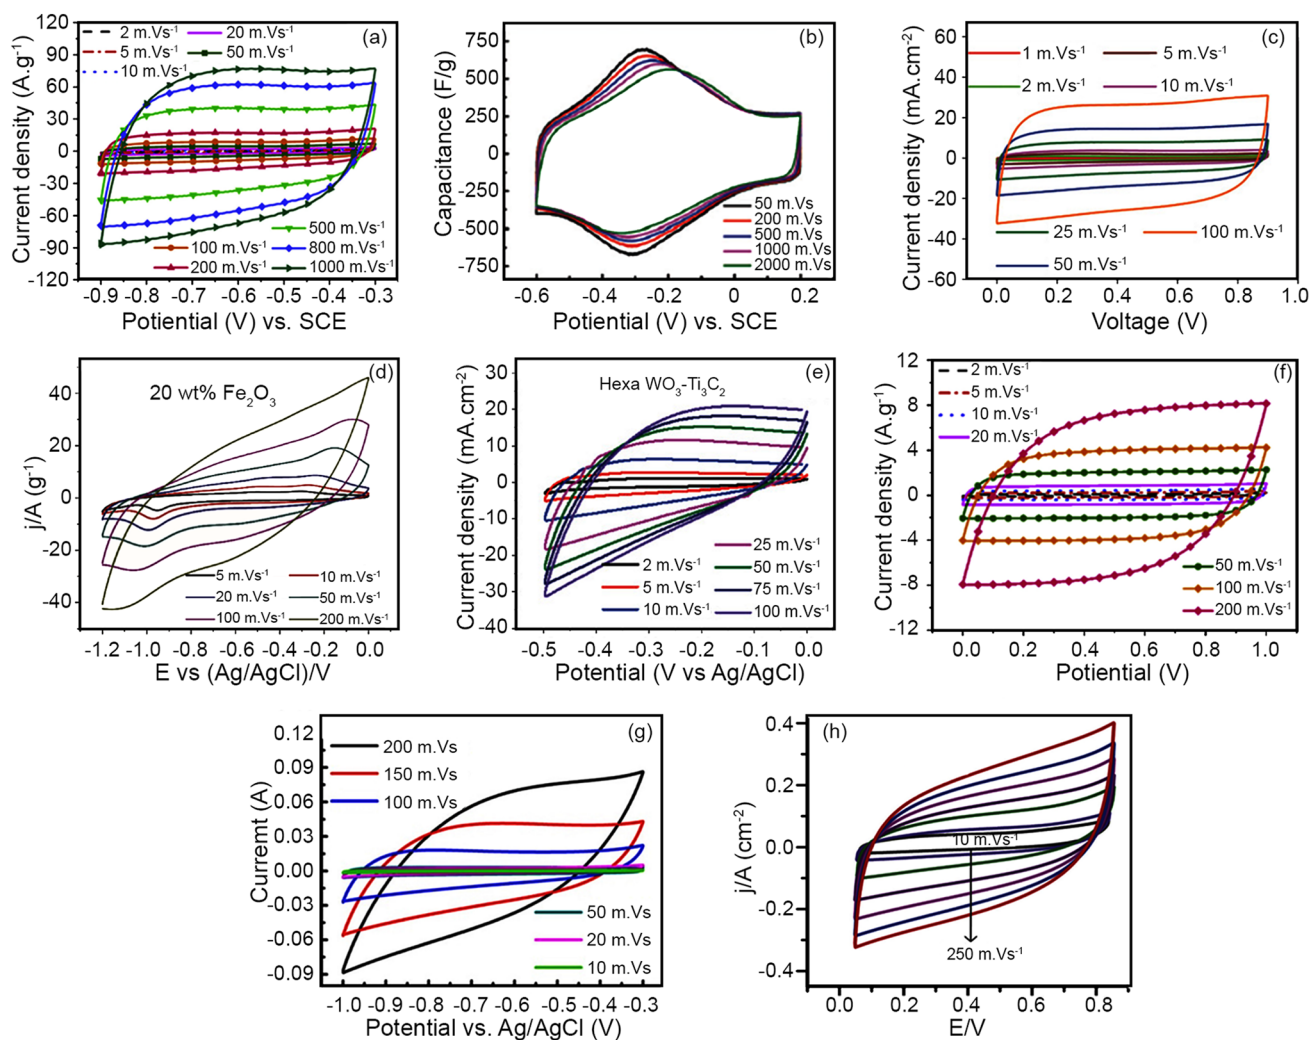 (a)
2 m.Vs⁻¹ 20 m.Vs⁻¹
5 m.Vs⁻¹ 50 m.Vs⁻¹
10 m.Vs⁻¹
500 m.Vs⁻¹
100 m.Vs⁻¹ 800 m.Vs⁻¹
200 m.Vs⁻¹ 1000 m.Vs⁻¹
Current density (A.g⁻¹)
120
90
60
30
0
-30
-60
-90
-120
-0.9 -0.8 -0.7 -0.6 -0.5 -0.4 -0.3
Potiential (V) vs. SCE
(b)
50 m.Vs
200 m.Vs
500 m.Vs
1000 m.Vs
2000 m.Vs
Capacitance (F/g)
750
500
250
0
-250
-500
-750
-0.6 -0.4 -0.2 0 0.2
Potential (V) vs. SCE
(c)
1 m.Vs⁻¹ 5 m.Vs⁻¹
2 m.Vs⁻¹ 10 m.Vs⁻¹
25 m.Vs⁻¹ 100 m.Vs⁻¹
50 m.Vs⁻¹
Current density (mA.cm⁻²)
60
40
20
0
-20
-40
-60
0.0 0.2 0.4 0.6 0.8 1.0
Voltage (V)
(d)
20 wt% Fe₂O₃
5 m.Vs⁻¹ 10 m.Vs⁻¹
20 m.Vs⁻¹ 50 m.Vs⁻¹
100 m.Vs⁻¹ 200 m.Vs⁻¹
j/A (g⁻¹)
40
20
0
-20
-40
-1.2 -1.0 -0.8 -0.6 -0.4 -0.2 0.0
E vs (Ag/AgCl)/V
(e)
Hexa WO₃-Ti₃C₂
25 m.Vs⁻¹
2 m.Vs⁻¹ 50 m.Vs⁻¹
5 m.Vs⁻¹ 75 m.Vs⁻¹
10 m.Vs⁻¹ 100 m.Vs⁻¹
Current density (mA.cm⁻²)
30
20
10
0
-10
-20
-30
-40
-0.5 -0.4 -0.3 -0.2 -0.1 0.0
Potential (V vs Ag/AgCl)
(f)
2 m.Vs⁻¹
5 m.Vs⁻¹
10 m.Vs⁻¹
20 m.Vs⁻¹
50 m.Vs⁻¹
100 m.Vs⁻¹
200 m.Vs⁻¹
Current density (A.g⁻¹)
12
8
4
0
-4
-8
-12
0.0 0.2 0.4 0.6 0.8 1.0
Potiential (V)
(g)
200 m.Vs
150 m.Vs
100 m.Vs
50 m.Vs
20 m.Vs
10 m.Vs
Curremt (A)
0.12
0.09
0.06
0.03
0.00
-0.03
-0.06
-0.09
-1.0 -0.9 -0.8 -0.7 -0.6 -0.5 -0.4 -0.3
Potential vs. Ag/AgCl (V)
(h)
10 m.Vs⁻¹
250 m.Vs⁻¹
j/A (cm⁻²)
0.4
0.2
0.0
-0.2
-0.4
0.0 0.2 0.4 0.6 0.8
E/V